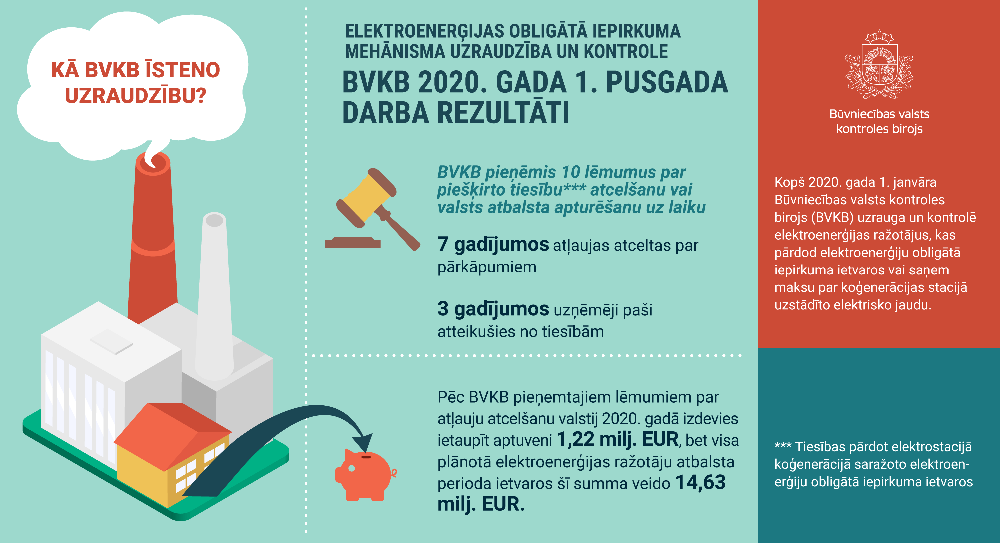 KĀ BVKB ĪSTENO
UZRAUDZĪBU?
ELEKTROENERĢIJAS OBLIGĀTĀ IEPIRKUMA
MEHĀNISMA UZRAUDZĪBA UN KONTROLE
BVKB 2020. GADA 1. PUSGADA
DARBA REZULTĀTI
BVKB pieņēmis 10 lēmumus par
piešķirto tiesību*** atcelšanu vai
valsts atbalsta apturēšanu uz laiku
7 gadījumos atļaujas atceltas par
pārkāpumiem
3 gadījumos uzņēmēji paši
atteikušies no tiesībām
Pēc BVKB pieņemtajiem lēmumiem par
atļauju atcelšanu valstij 2020. gadā izdevies
ietaupīt aptuveni 1,22 milj. EUR, bet visa
plānotā elektroenerģijas ražotāju atbalsta
perioda ietvaros šī summa veido 14,63
milj. EUR.
Būvniecības valsts
kontroles birojs
Kopš 2020. gada 1. janvāra
Būvniecības valsts kontroles
birojs (BVKB) uzrauga un kontrolē
elektroenerģijas ražotājus, kas
pārdod elektroenerģiju obligātā
iepirkuma ietvaros vai saņem
maksu par koģenerācijas stacijā
uzstādīto elektrisko jaudu.
*** Tiesības pārdot elektrostacijā
koģenerācijā saražoto elektroen-
erģiju obligātā iepirkuma ietvaros